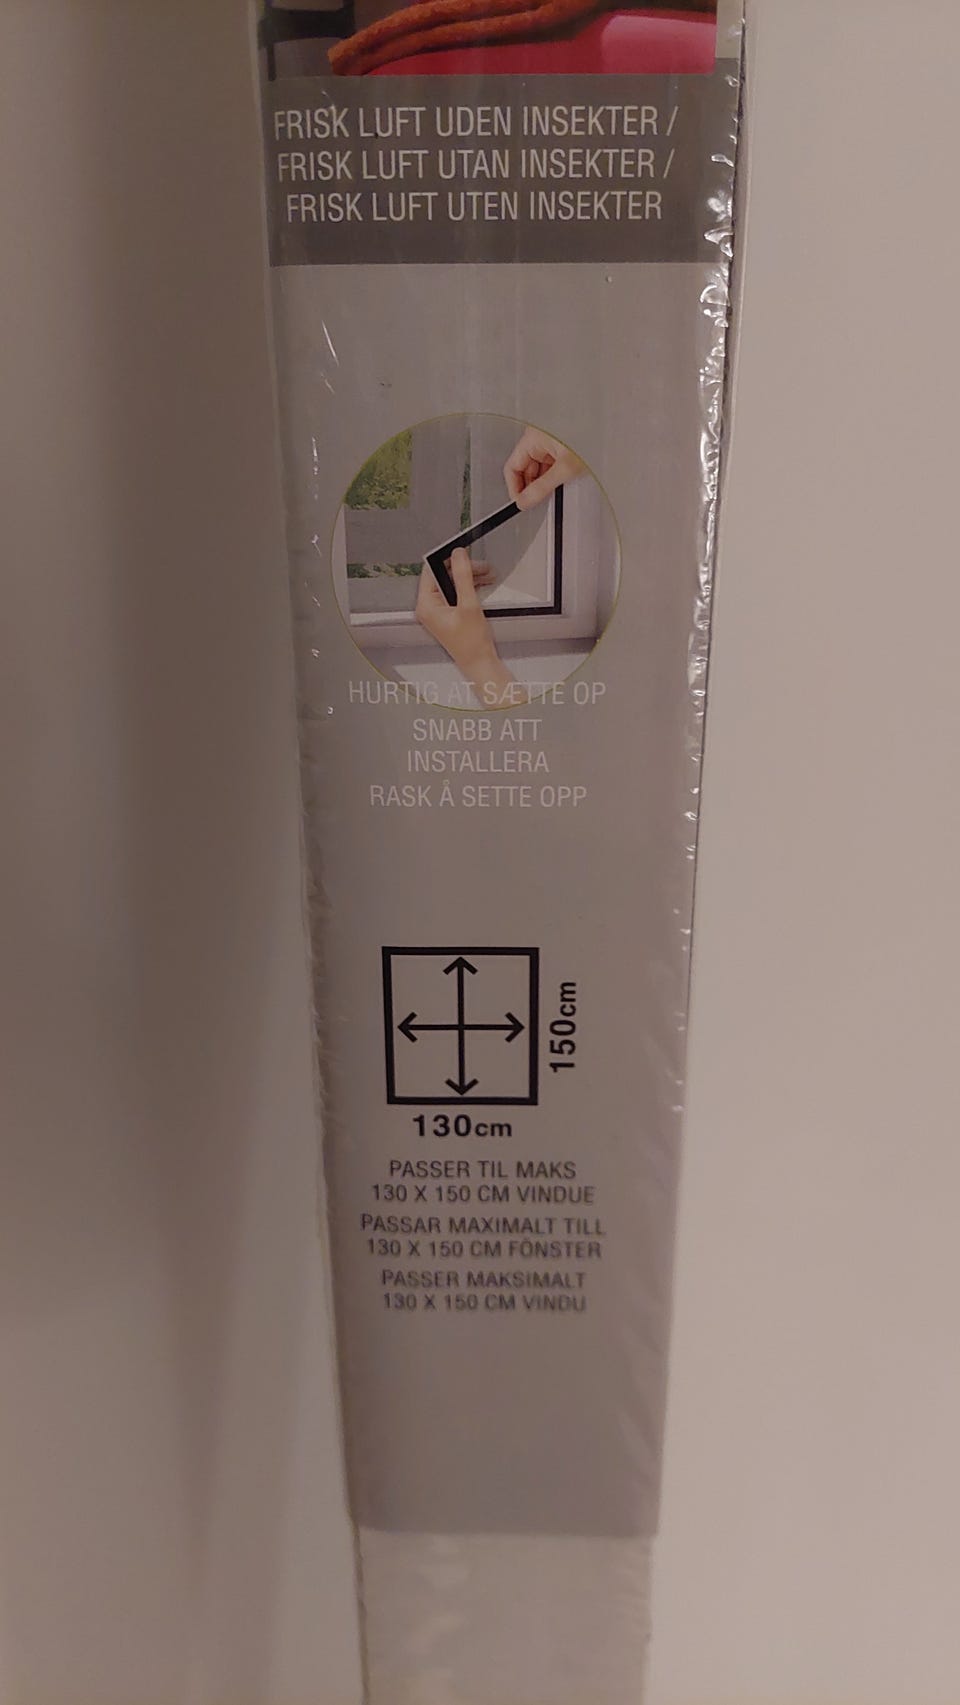 FRISK LUFT UDEN INSEKTER /
FRISK LUFT UTAN INSEKTER /
FRISK LUFT UTEN INSEKTER
HURTIG AT SÆTTE OP
SNABB ATT
INSTALLERA
RASK Å SETTE OPP
150cm
130cm
PASSER TIL MAKS
130 X 150 CM VINDUE
PASSAR MAXIMALT TILL
130 X 150 CM FÖNSTER
PASSER MAKSIMALT
130 X 150 CM VINDU